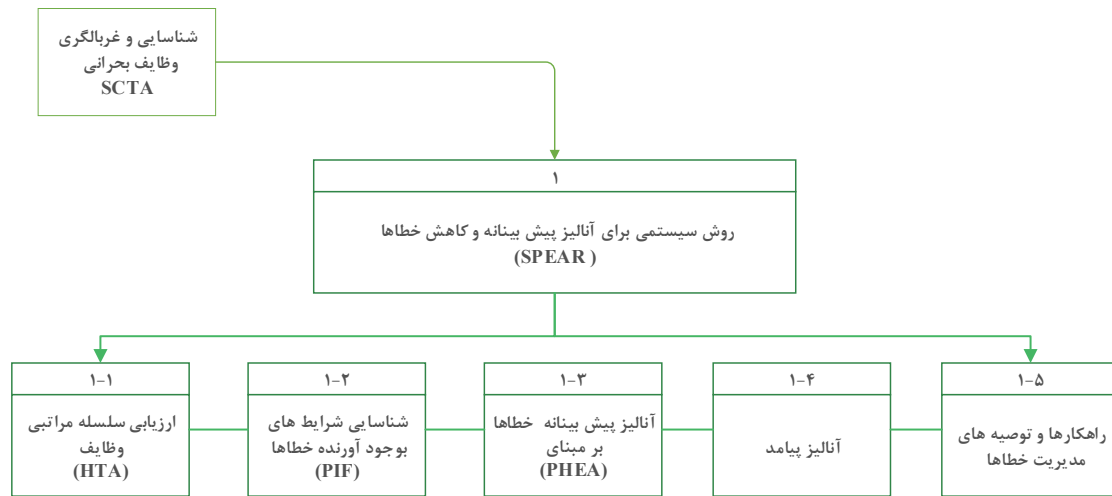 شناسایی و غربالگری
وظایف بحرانی
SCTA
۱
روش سیستمی برای آنالیز پیش بینانه و کاهش خطاها
(SPEAR )
۱-۱
ارزیابی سلسله مراتبی
وظایف
(HTA)
۱-۲
شناسایی شرایط های
بوجود آورنده خطاها
(PIF)
۱-۳
آنالیز پیش بینانه خطاها
بر مبنای
(PHEA)
۱-۴
آنالیز پیامد
۱-۵
راهکارها و توصیه های
مدیریت خطاها